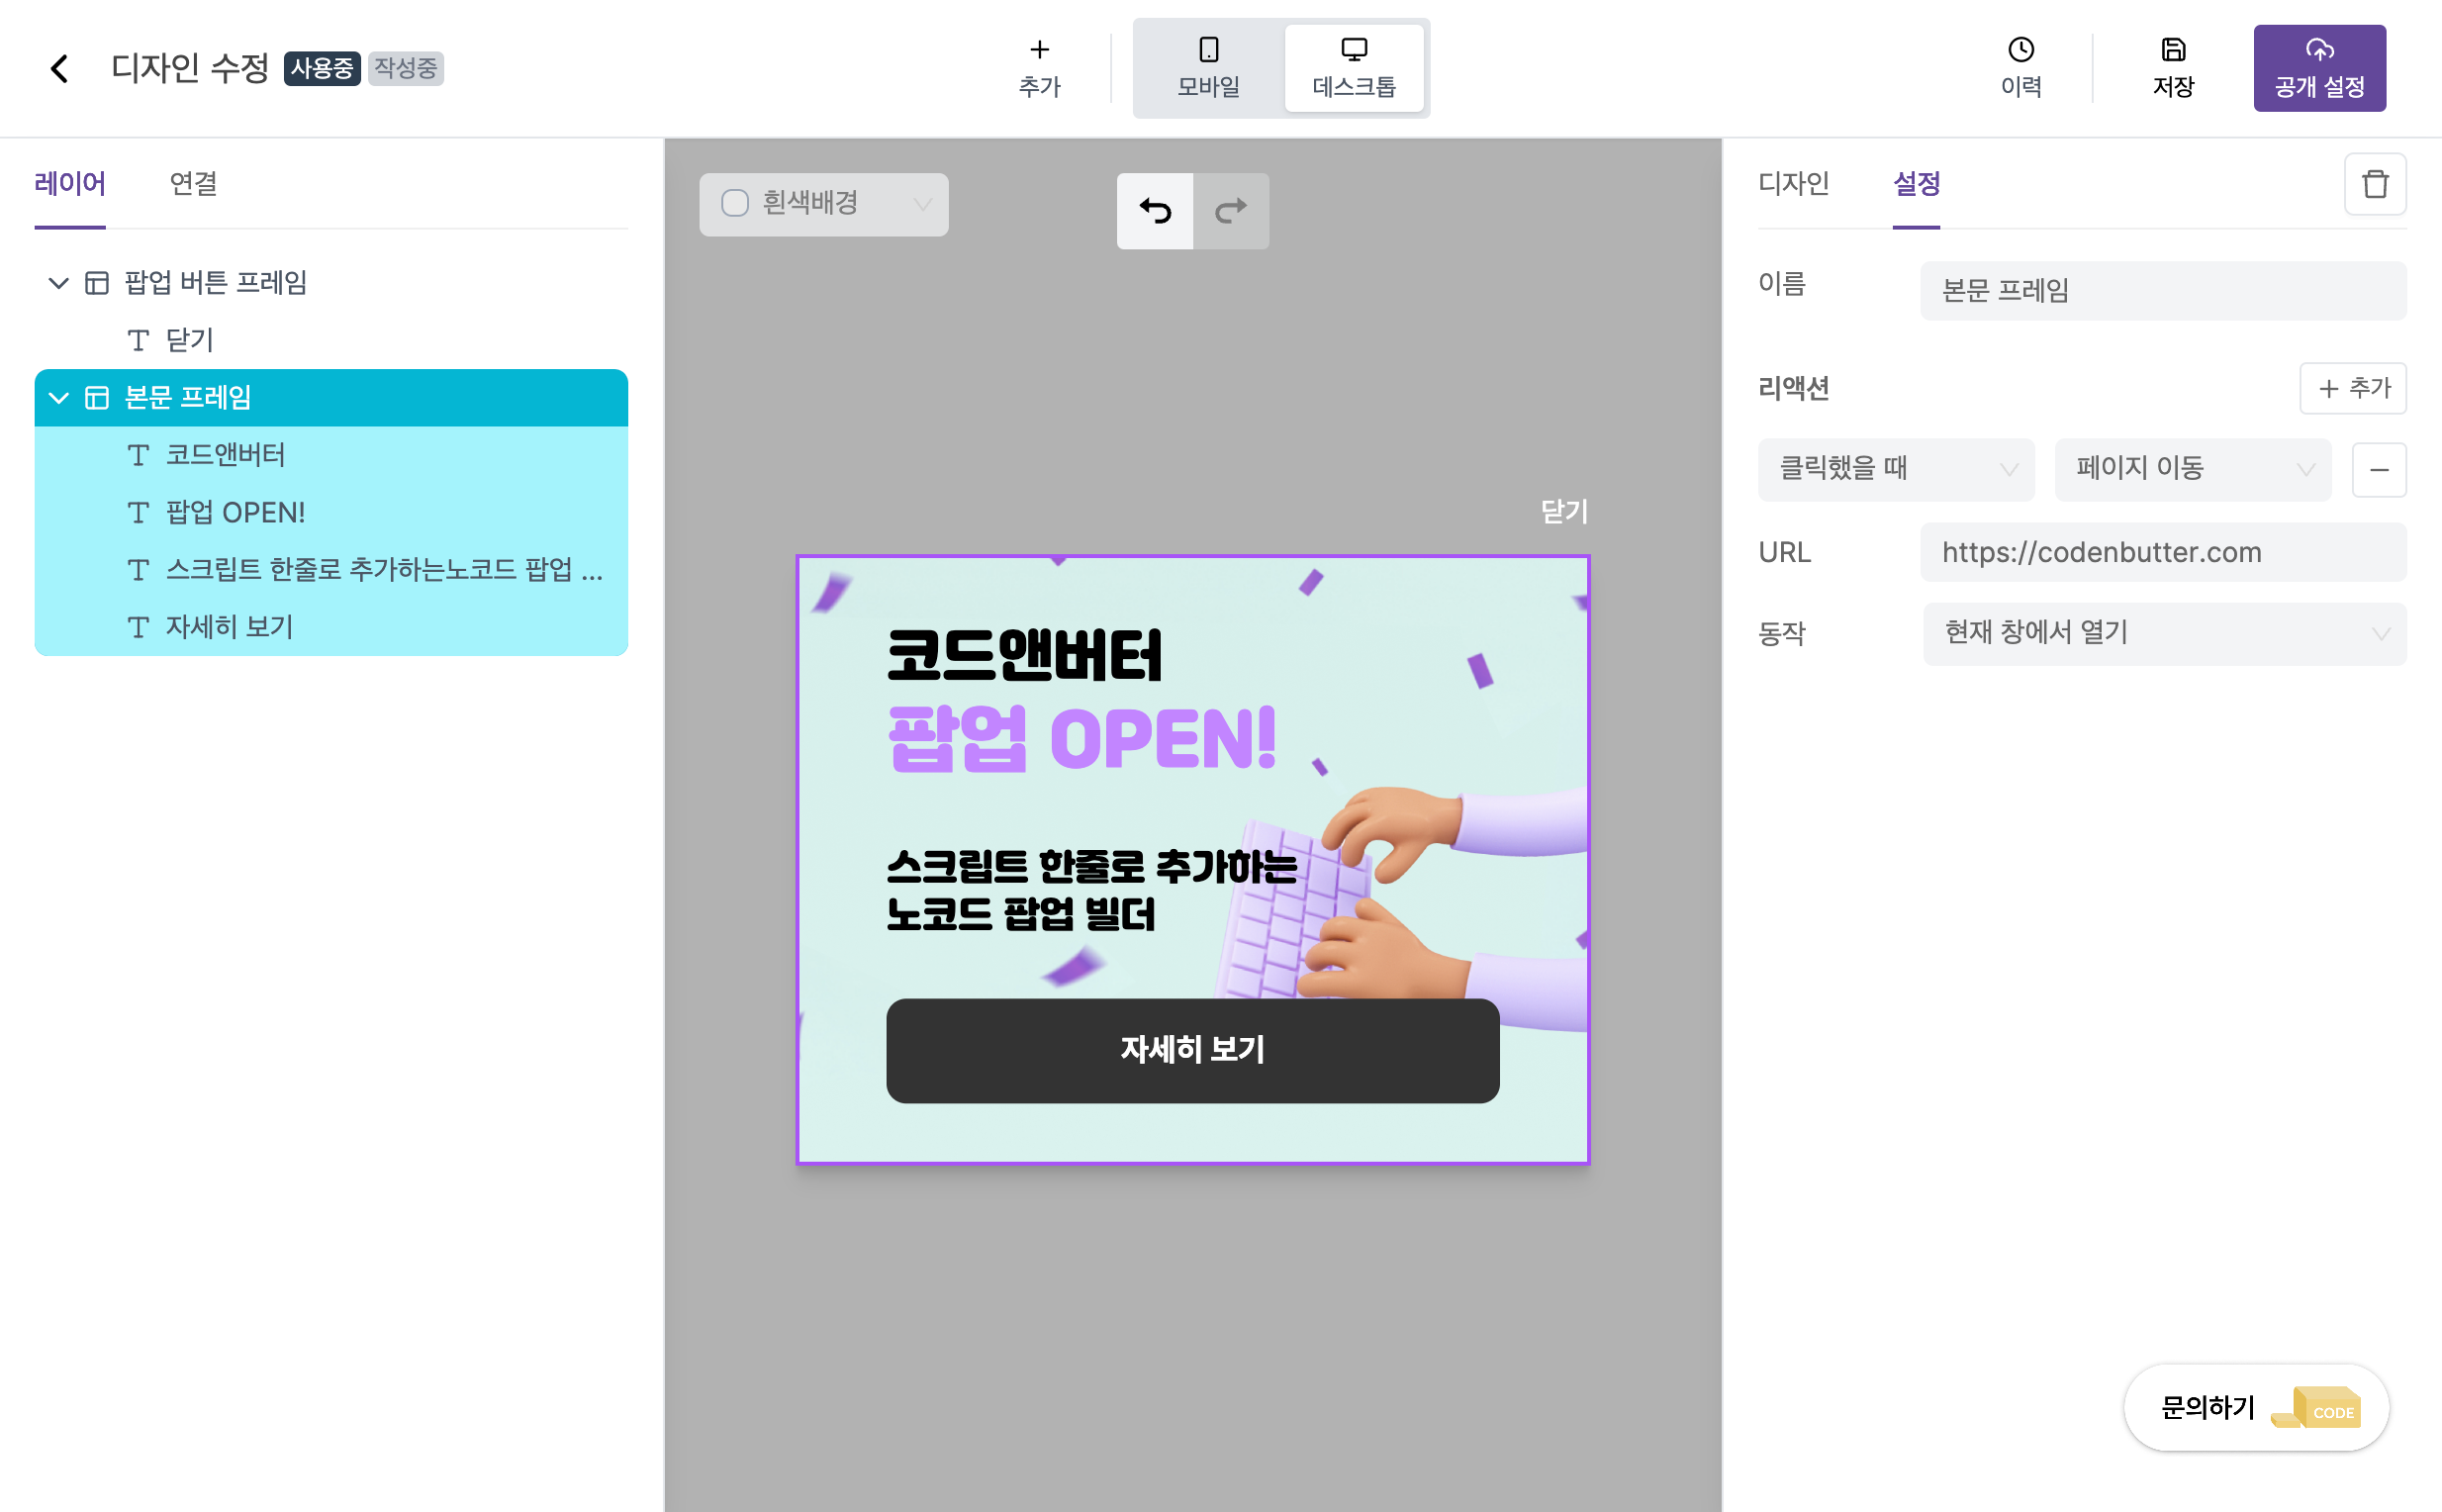 디자인 수정 사용중 작성중
추가
모바일
데스크톱
이력
저장
공개 설정
레이어 연결
팝업 버튼 프레임
닫기
본문 프레임
코드앤버터
팝업 OPEN!
스크립트 한줄로 추가하는노코드 팝업 ...
자세히 보기
흰색배경
닫기
코드앤버터
팝업 OPEN!
스크립트 한줄로 추가하는
노코드 팝업 빌더
자세히 보기
디자인 설정
이름 본문 프레임
리액션 추가
클릭했을 때 페이지 이동
URL https://codenbutter.com
동작 현재 창에서 열기
문의하기 CODE